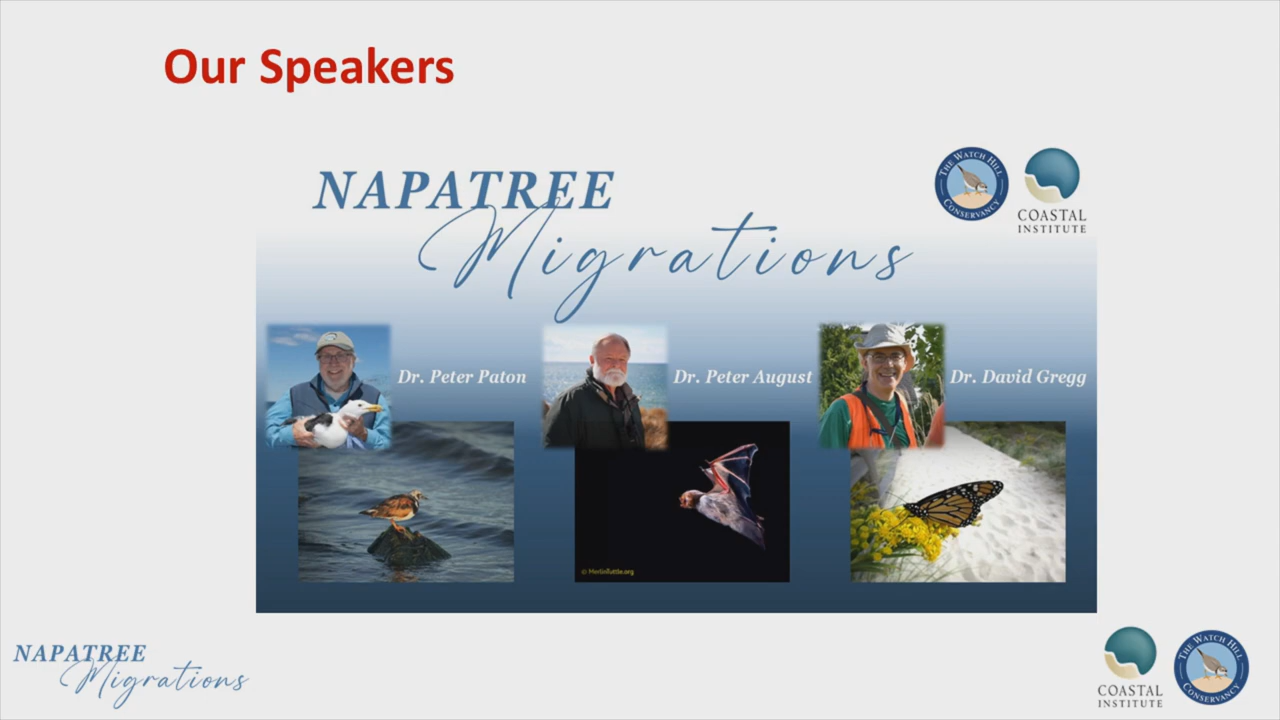 Our Speakers
NAPATREE
Migrations
THE WATCH HILL
CONSERVANCY
COASTAL
INSTITUTE
Dr. Peter Paton
Dr. Peter August
Dr. David Gregg
© MerlinTuttle.org
NAPATREE
Migrations
COASTAL
INSTITUTE
THE WATCH HILL
CONSERVANCY